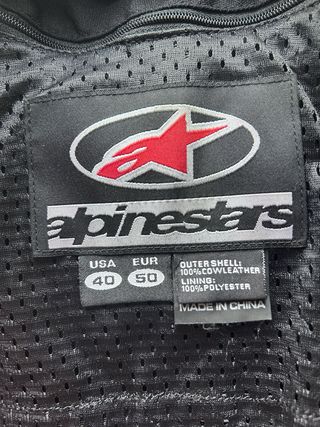 alpinestars
USA EUR
40 50
OUTER SHELL:
100%COWLEATHER
LINING:
100%POLYESTER
MADE IN CHINA